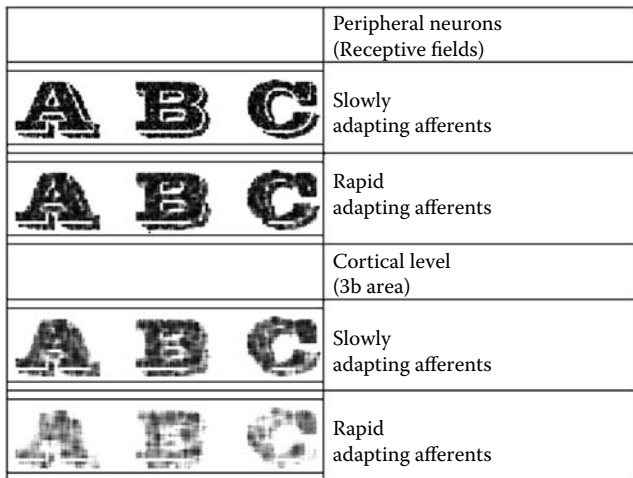 Peripheral neurons
(Receptive fields)
A B C
Slowly
adapting afferents
A B C
Rapid
adapting afferents
Cortical level
(3b area)
A B C
Slowly
adapting afferents
A B C
Rapid
adapting afferents